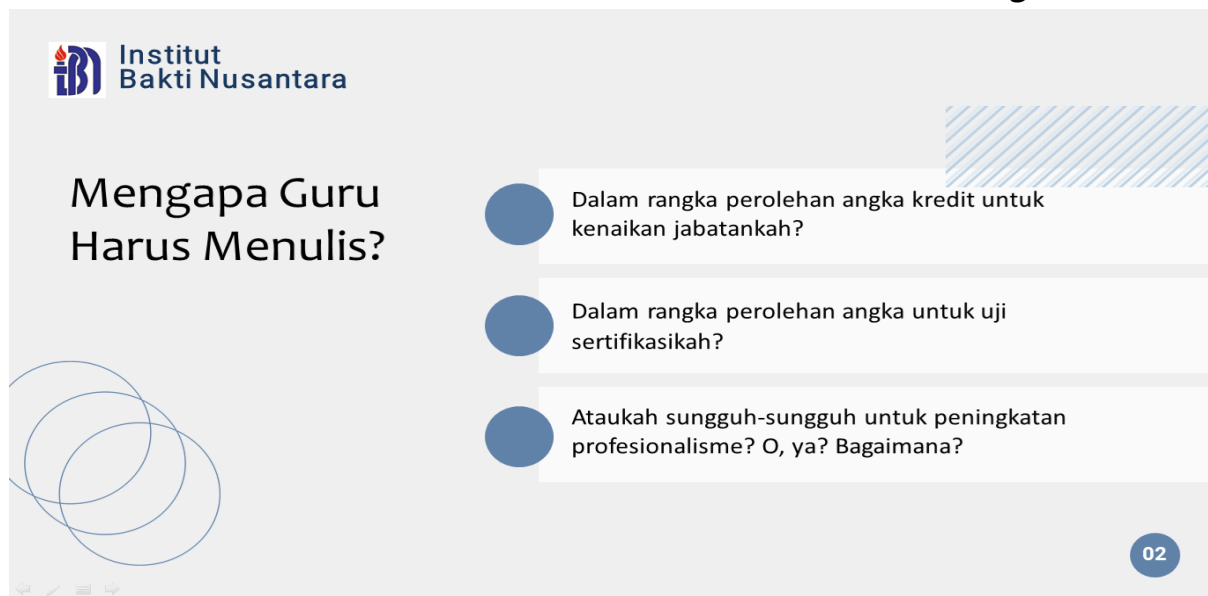 Institut
Bakti Nusantara
Mengapa Guru
Harus Menulis?
Dalam rangka perolehan angka kredit untuk
kenaikan jabatankah?
Dalam rangka perolehan angka untuk uji
sertifikasikah?
Ataukah sungguh-sungguh untuk peningkatan
profesionalisme? O, ya? Bagaimana?
02